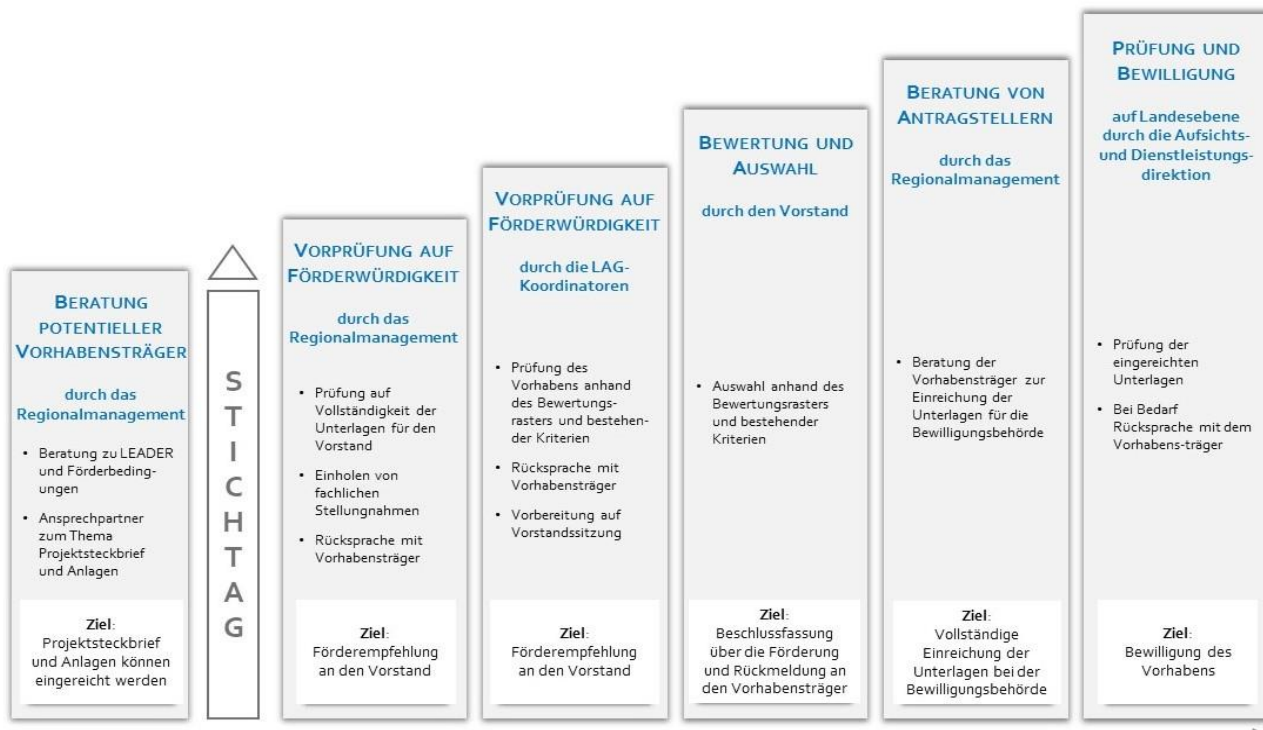 BERATUNG
POTENTIELLER
VORHABENSTRÄGER
durch das
Regionalmanagement
• Beratung zu LEADER
und Förderbeding-
ungen
• Ansprechpartner
zum Thema
Projektsteckbrief
und Anlagen
Ziel:
Projektsteckbrief
und Anlagen können
eingereicht werden
STICHTAG
VORPRÜFUNG AUF
FÖRDERWÜRDIGKEIT
durch das
Regionalmanagement
• Prüfung auf
Vollständigkeit der
Unterlagen für den
Vorstand
• Einholen von
fachlichen
Stellungnahmen
• Rücksprache mit
Vorhabensträger
Ziel:
Förderempfehlung
an den Vorstand
VORPRÜFUNG AUF
FÖRDERWÜRDIGKEIT
durch die LAG-
Koordinatoren
• Prüfung des
Vorhabens anhand
des Bewertungs-
rasters und bestehen-
der Kriterien
• Rücksprache mit
Vorhabensträger
• Vorbereitung auf
Vorstandssitzung
Ziel:
Förderempfehlung
an den Vorstand
BEWERTUNG UND
AUSWAHL
durch den Vorstand
• Auswahl anhand des
Bewertungsrasters
und bestehender
Kriterien
Ziel:
Beschlussfassung
über die Förderung
und Rückmeldung an
den Vorhabensträger
BERATUNG VON
ANTRAGSTELLERN
durch das
Regionalmanagement
• Beratung der
Vorhabensträger zur
Einreichung der
Unterlagen für die
Bewilligungsbehörde
Ziel:
Vollständige
Einreichung der
Unterlagen bei der
Bewilligungsbehörde
PRÜFUNG UND
BEWILLIGUNG
auf Landesebene
durch die Aufsichts-
und Dienstleistungs-
direktion
• Prüfung der
eingereichten
Unterlagen
• Bei Bedarf
Rücksprache mit dem
Vorhabens-träger
Ziel:
Bewilligung des
Vorhabens